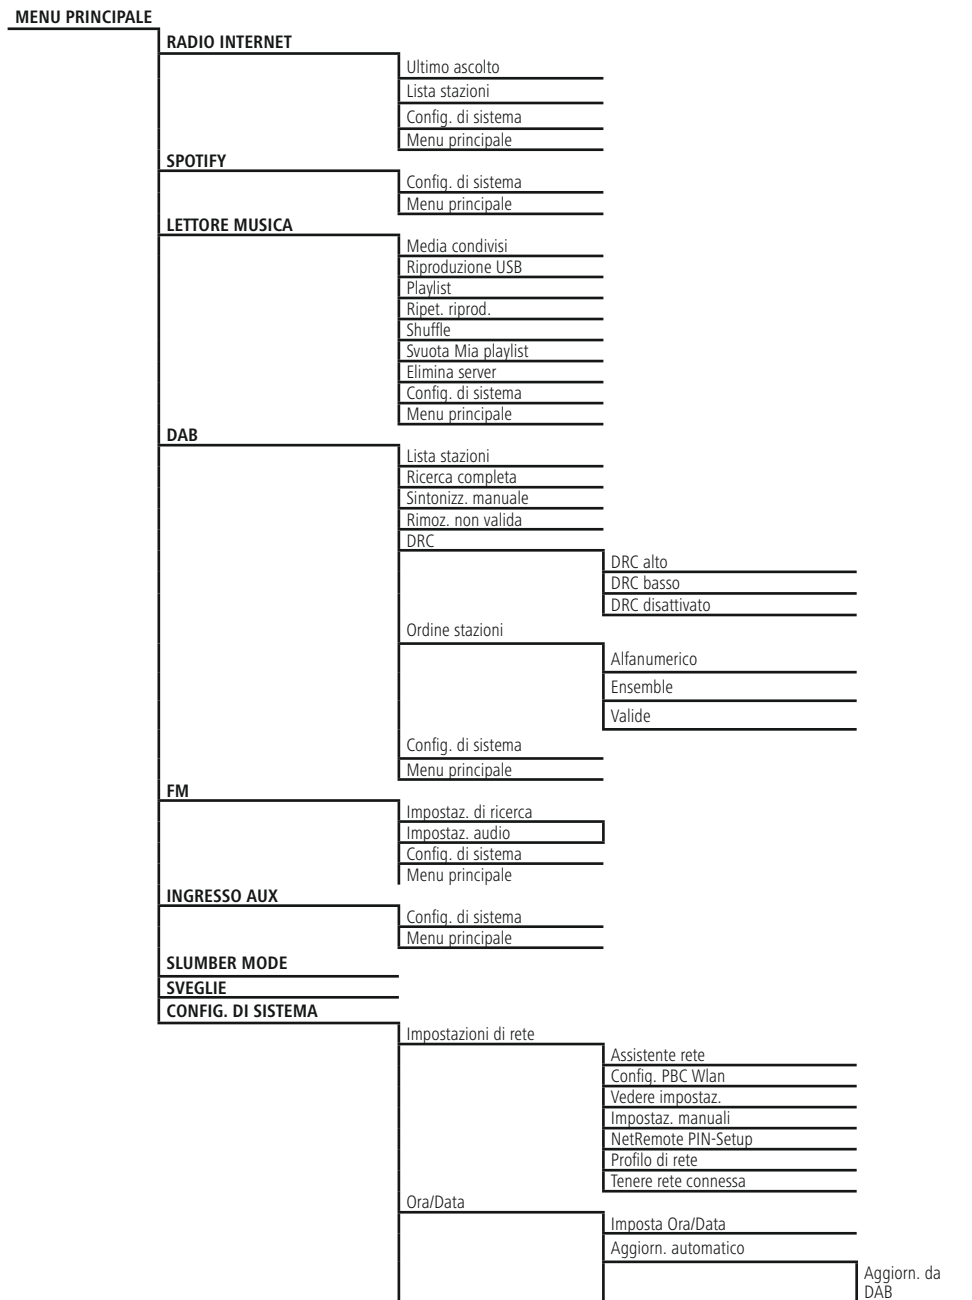 MENU PRINCIPALE
RADIO INTERNET
Ultimo ascolto
Lista stazioni
Config. di sistema
Menu principale
SPOTIFY
Config. di sistema
Menu principale
LETTORE MUSICA
Media condivisi
Riproduzione USB
Playlist
Ripet. riprod.
Shuffle
Svuota Mia playlist
Elimina server
Config. di sistema
Menu principale
DAB
Lista stazioni
Ricerca completa
Sintonizz. manuale
Rimoz. non valida
DRC
DRC alto
DRC basso
DRC disattivato
Ordine stazioni
Alfanumerico
Ensemble
Valide
Config. di sistema
Menu principale
FM
Impostaz. di ricerca
Impostaz. audio
Config. di sistema
Menu principale
INGRESSO AUX
Config. di sistema
Menu principale
SLUMBER MODE
SVEGLIE
CONFIG. DI SISTEMA
Impostazioni di rete
Assistente rete
Config. PBC Wlan
Vedere impostaz.
Impostaz. manuali
NetRemote PIN-Setup
Profilo di rete
Tenere rete connessa
Ora/Data
Imposta Ora/Data
Aggiorn. automatico
Aggiorn. da
DAB